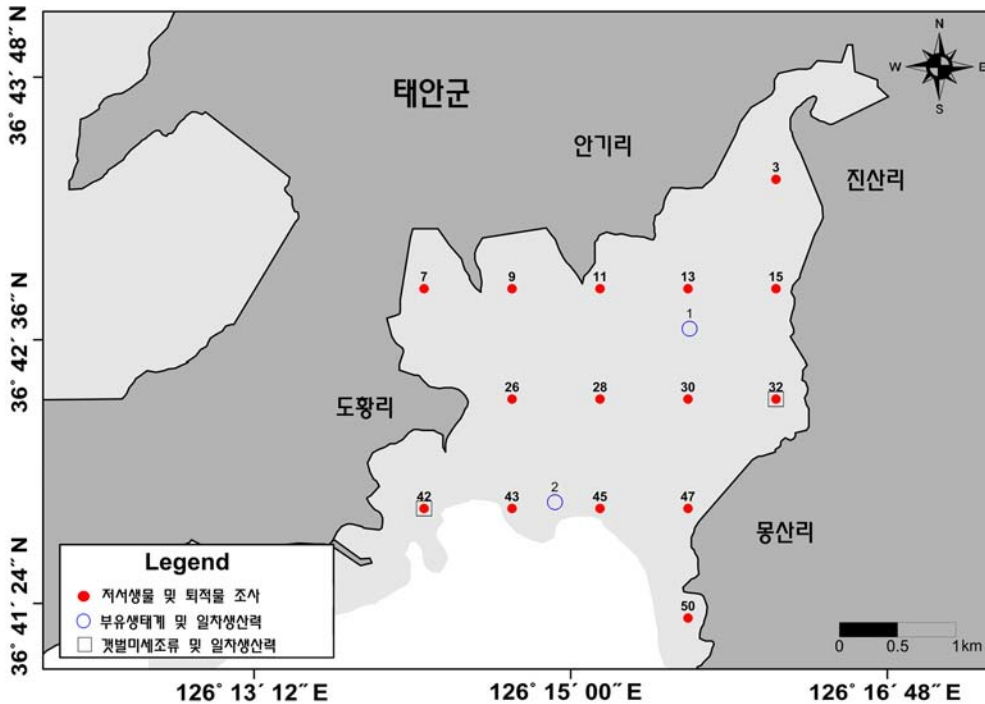 36° 43′ 48″ N
36° 42′ 36″ N
36° 41′ 24″ N
태안군
안기리
진산리
N
W
E
S
3
7
9
11
13
15
1
26
28
30
32
도황리
42
43
2
45
47
몽산리
50
Legend
저서생물 및 퇴적물 조사
부유생태계 및 일차생산력
갯벌미세조류 및 일차생산력
0 0.5 1km
126° 13′ 12″ E
126° 15′ 00″ E
126° 16′ 48″ E